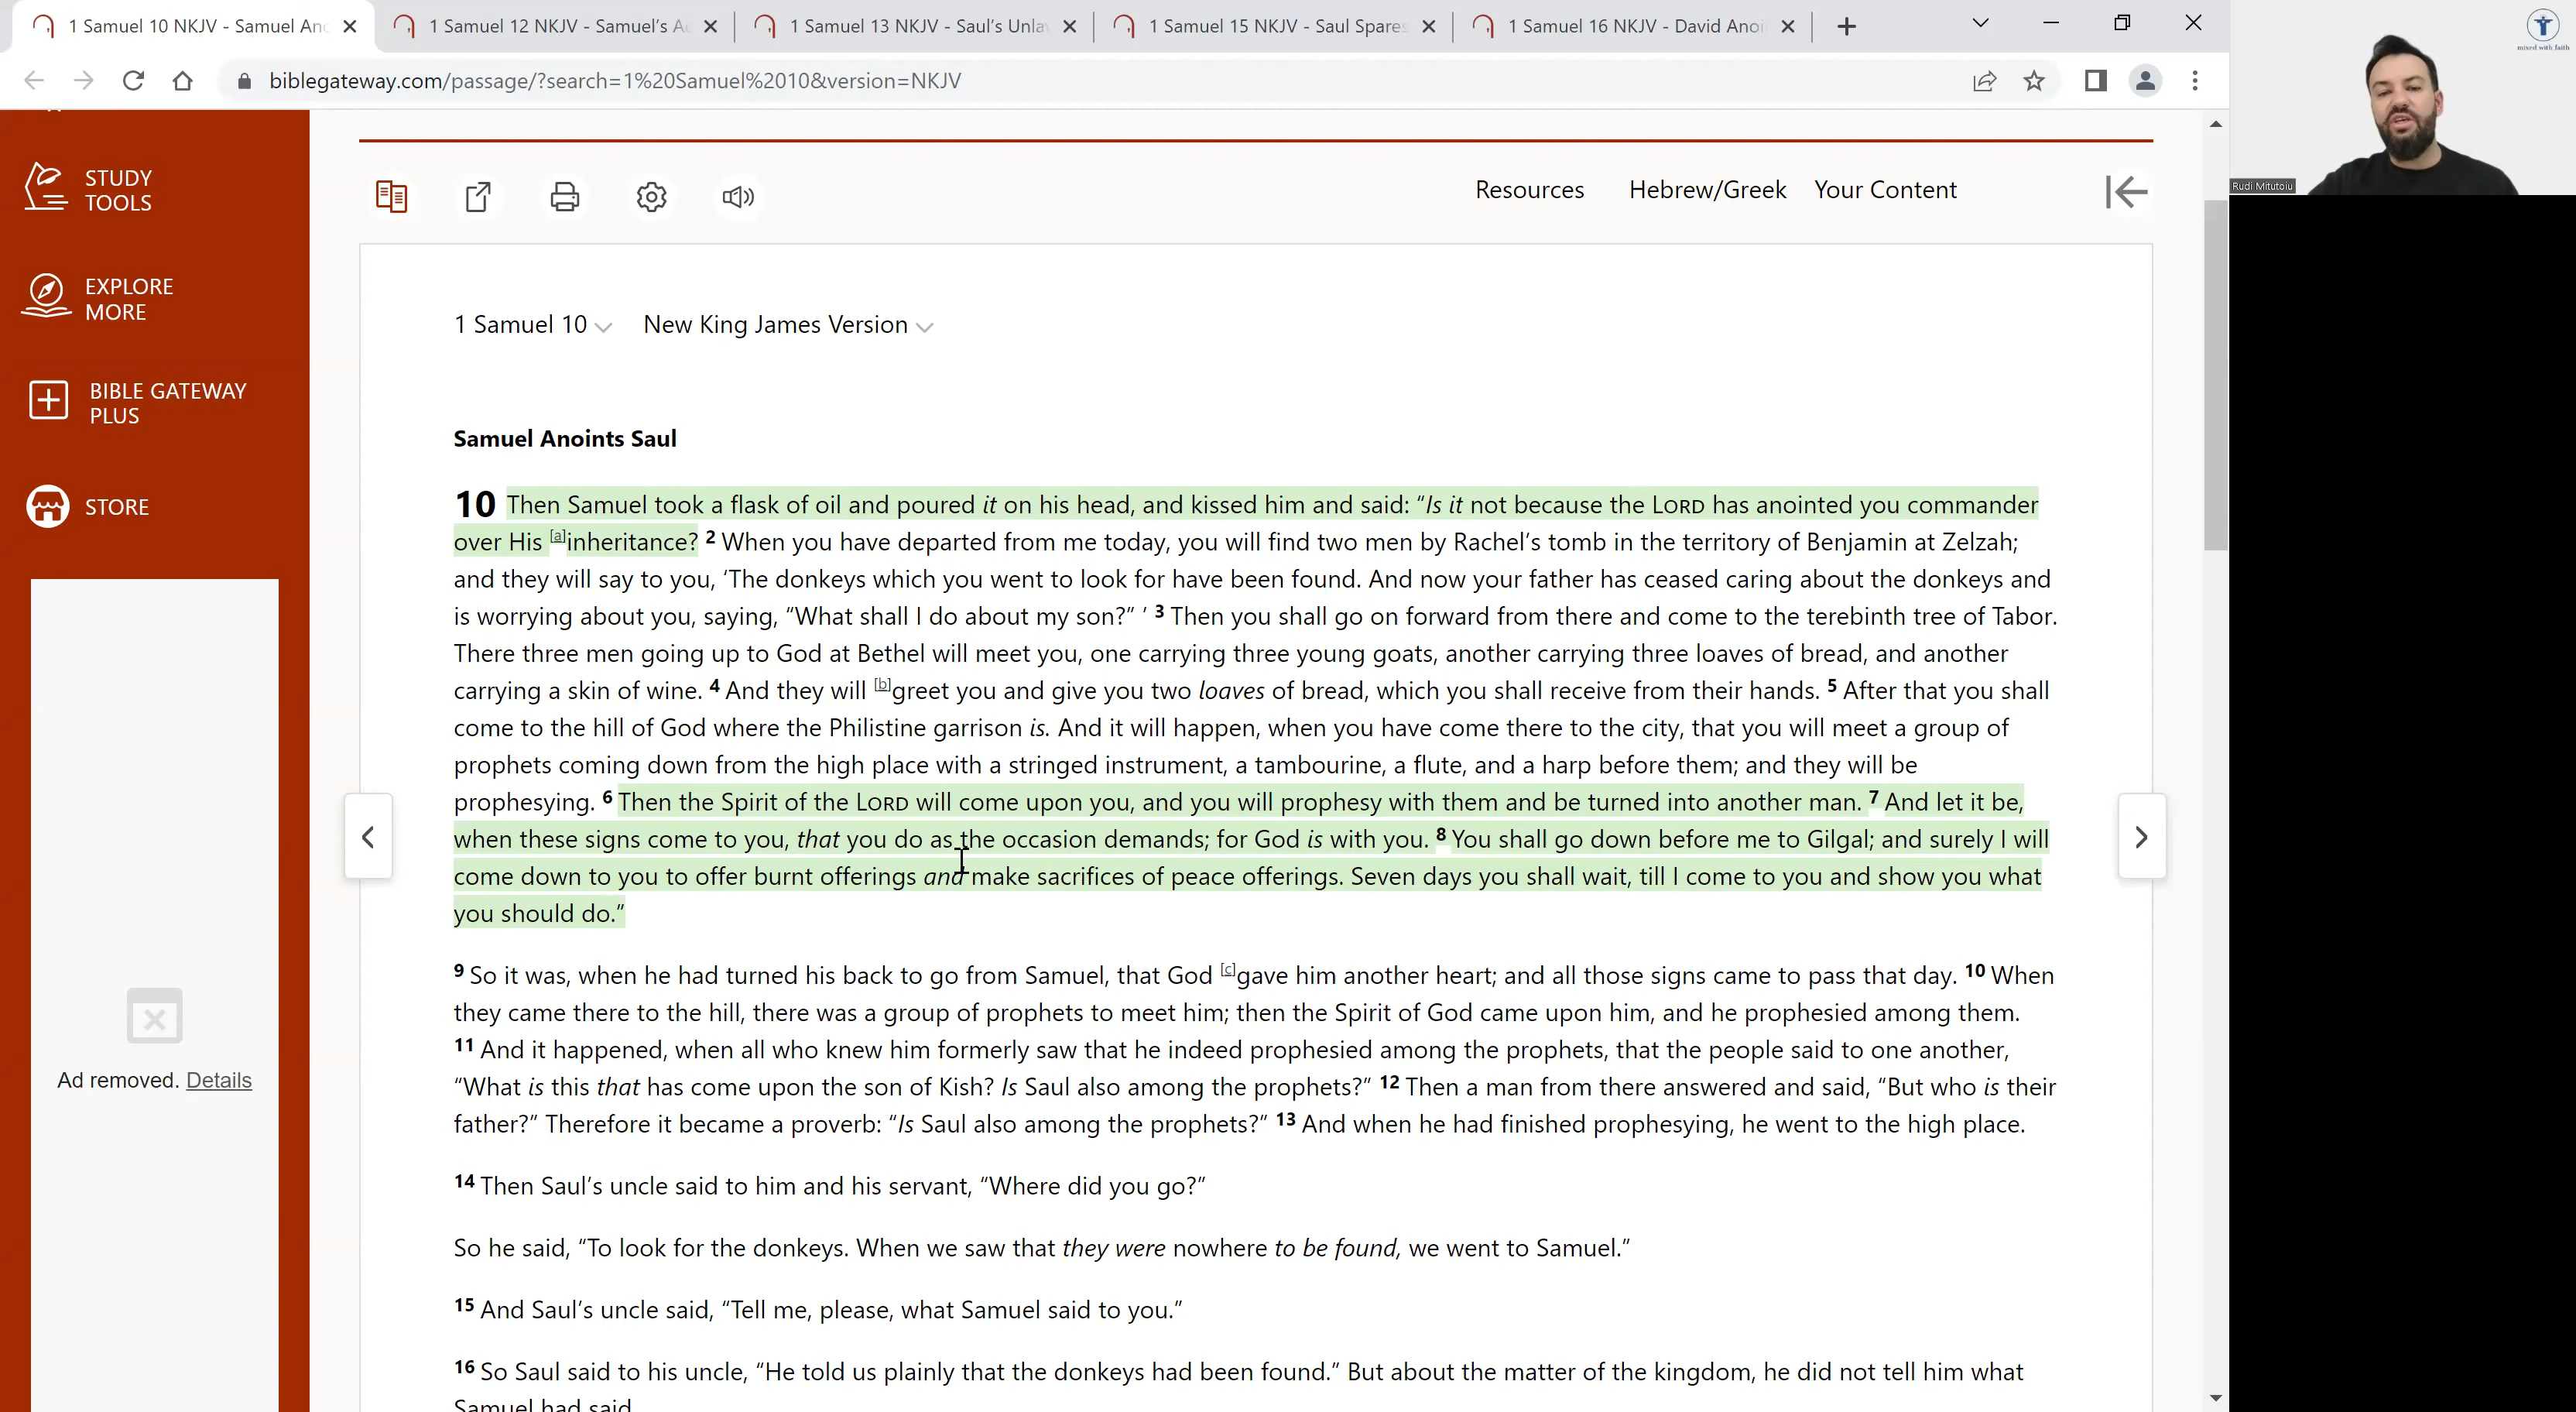 1 Samuel 10 NKJV - Samuel Ano
1 Samuel 12 NKJV - Samuel's A
1 Samuel 13 NKJV - Saul's Unla
1 Samuel 15 NKJV - Saul Spares
1 Samuel 16 NKJV - David Anoi
mixed with faith
biblegateway.com/passage/?search=1%20Samuel%2010&version=NKJV
Rudi Mitutoiu
STUDY
TOOLS
EXPLORE
MORE
BIBLE GATEWAY
PLUS
STORE
Ad removed. Details
Resources Hebrew/Greek Your Content
1 Samuel 10 New King James Version
Samuel Anoints Saul
10 Then Samuel took a flask of oil and poured it on his head, and kissed him and said: “Is it not because the LORD has anointed you commander
over His [a]inheritance? 2 When you have departed from me today, you will find two men by Rachel’s tomb in the territory of Benjamin at Zelzah;
and they will say to you, ‘The donkeys which you went to look for have been found. And now your father has ceased caring about the donkeys and
is worrying about you, saying, “What shall I do about my son?” ’ 3 Then you shall go on forward from there and come to the terebinth tree of Tabor.
There three men going up to God at Bethel will meet you, one carrying three young goats, another carrying three loaves of bread, and another
carrying a skin of wine. 4 And they will [b]greet you and give you two loaves of bread, which you shall receive from their hands. 5 After that you shall
come to the hill of God where the Philistine garrison is. And it will happen, when you have come there to the city, that you will meet a group of
prophets coming down from the high place with a stringed instrument, a tambourine, a flute, and a harp before them; and they will be
prophesying. 6 Then the Spirit of the LORD will come upon you, and you will prophesy with them and be turned into another man. 7 And let it be,
when these signs come to you, that you do as the occasion demands; for God is with you. 8 You shall go down before me to Gilgal; and surely I will
come down to you to offer burnt offerings and make sacrifices of peace offerings. Seven days you shall wait, till I come to you and show you what
you should do.”
9 So it was, when he had turned his back to go from Samuel, that God [c]gave him another heart; and all those signs came to pass that day. 10 When
they came there to the hill, there was a group of prophets to meet him; then the Spirit of God came upon him, and he prophesied among them.
11 And it happened, when all who knew him formerly saw that he indeed prophesied among the prophets, that the people said to one another,
“What is this that has come upon the son of Kish? Is Saul also among the prophets?” 12 Then a man from there answered and said, “But who is their
father?” Therefore it became a proverb: “Is Saul also among the prophets?” 13 And when he had finished prophesying, he went to the high place.
14 Then Saul’s uncle said to him and his servant, “Where did you go?”
So he said, “To look for the donkeys. When we saw that they were nowhere to be found, we went to Samuel.”
15 And Saul’s uncle said, “Tell me, please, what Samuel said to you.”
16 So Saul said to his uncle, “He told us plainly that the donkeys had been found.” But about the matter of the kingdom, he did not tell him what
Samuel had said